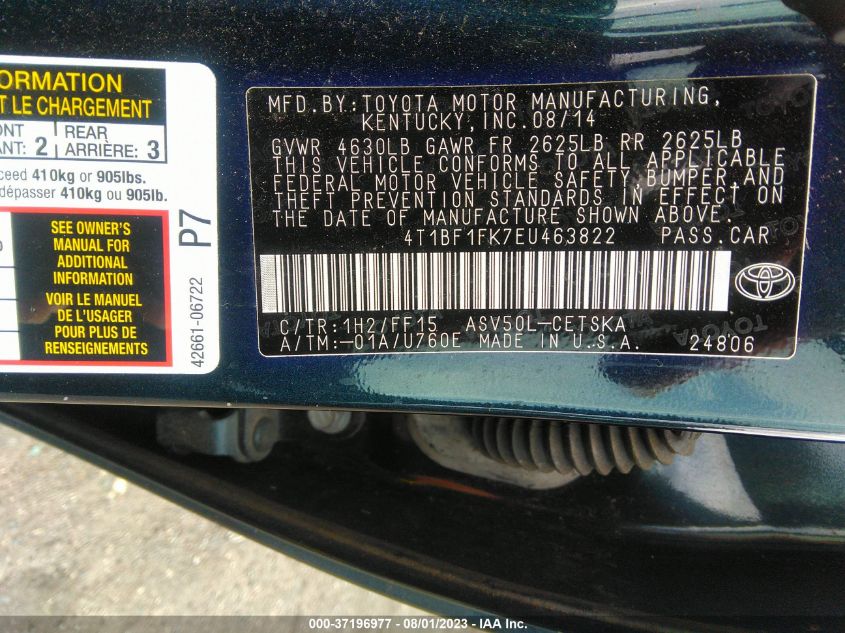 ORMATION
T LE CHARGEMENT
ONT
ANT: 2
REAR
ARRIÈRE: 3
ceed 410kg or 905lbs.
dépasser 410kg ou 905lb.
SEE OWNER'S
MANUAL FOR
ADDITIONAL
INFORMATION
VOIR LE MANUEL
DE L'USAGER
POUR PLUS DE
RENSEIGNEMENTS
P7
42661-06722
MFD.BY:TOYOTA MOTOR MANUFACTURING,
KENTUCKY,INC.08/14
GVWR 4630LB GAWR FR 2625LB RR 2625LB
THIS VEHICLE CONFORMS TO ALL APPLICABLE
FEDERAL MOTOR VEHICLE SAFETY,BUMPER,AND
THEFT PREVENTION STANDARDS IN EFFECT ON
THE DATE OF MANUFACTURE SHOWN ABOVE.
4T1BF1FK7EU463822 PASS.CAR
C/TR:1H2/FF15 ASV50L-CETSKA
A/TM:-01A/U760E MADE IN U.S.A. 24806
000-37196977 - 08/01/2023 - IAA Inc.